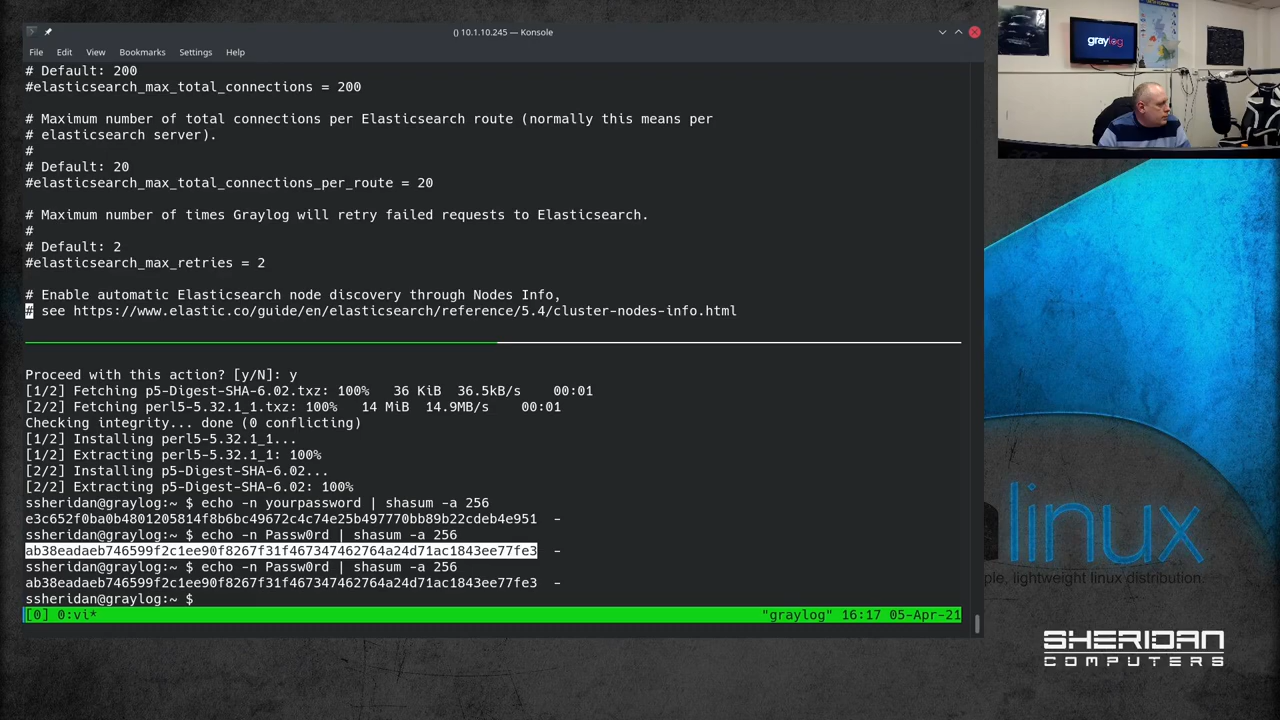 () 10.1.10.245 — Konsole
File Edit View Bookmarks Settings Help
# Default: 200
#elasticsearch_max_total_connections = 200
# Maximum number of total connections per Elasticsearch route (normally this means per
# elasticsearch server).
#
# Default: 20
#elasticsearch_max_total_connections_per_route = 20
# Maximum number of times Graylog will retry failed requests to Elasticsearch.
#
# Default: 2
#elasticsearch_max_retries = 2
# Enable automatic Elasticsearch node discovery through Nodes Info,
# see https://www.elastic.co/guide/en/elasticsearch/reference/5.4/cluster-nodes-info.html
Proceed with this action? [y/N]: y
[1/2] Fetching p5-Digest-SHA-6.02.txz: 100% 36 KiB 36.5kB/s 00:01
[2/2] Fetching perl5-5.32.1_1.txz: 100% 14 MiB 14.9MB/s 00:01
Checking integrity... done (0 conflicting)
[1/2] Installing perl5-5.32.1_1...
[1/2] Extracting perl5-5.32.1_1: 100%
[2/2] Installing p5-Digest-SHA-6.02...
[2/2] Extracting p5-Digest-SHA-6.02: 100%
ssheridan@graylog:~ $ echo -n yourpassword | shasum -a 256
e3c652f0ba0b4801205814f8b6bc49672c4c74e25b497770bb89b22cdeb4e951 -
ssheridan@graylog:~ $ echo -n Passw0rd | shasum -a 256
ab38eadaeb746599f2c1ee90f8267f31f467347462764a24d71ac1843ee77fe3 -
ssheridan@graylog:~ $ echo -n Passw0rd | shasum -a 256
ab38eadaeb746599f2c1ee90f8267f31f467347462764a24d71ac1843ee77fe3 -
ssheridan@graylog:~ $
[0] 0:vi* "graylog" 16:17 05-Apr-21
graylog
linux
ple, lightweight linux distribution.
SHERIDAN
COMPUTERS